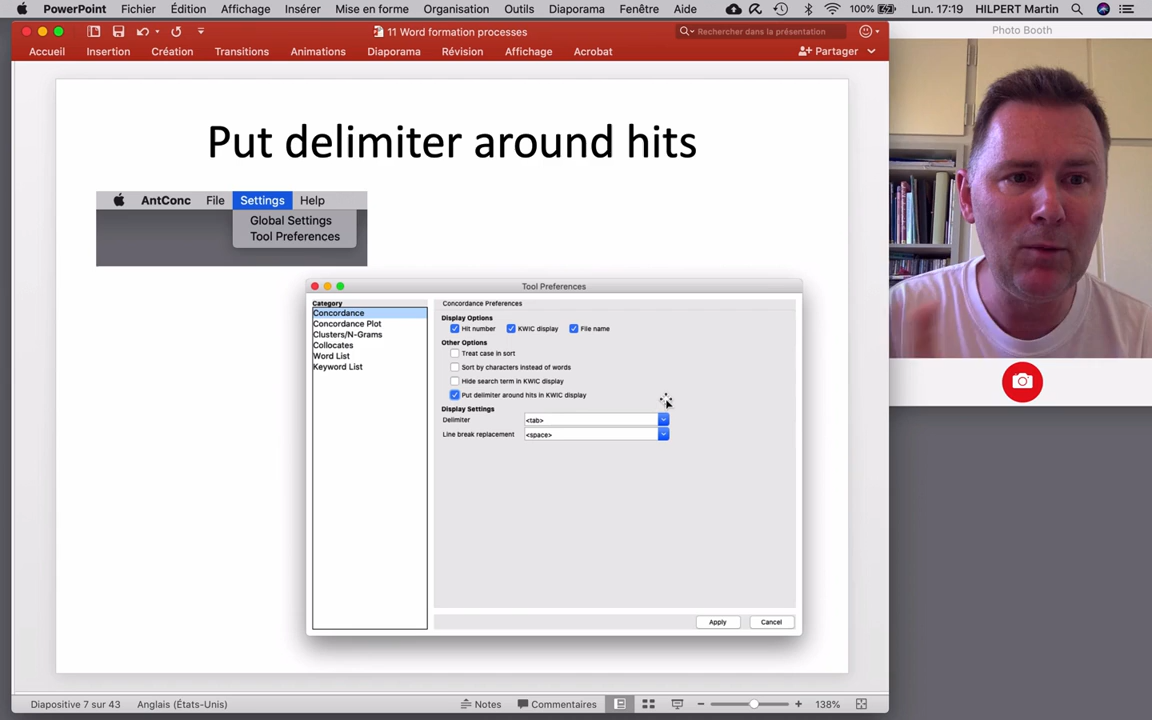 PowerPoint Fichier Édition Affichage Insérer Mise en forme Organisation Outils Diaporama Fenêtre Aide 100% Lun. 17:19 HILPERT Martin
11 Word formation processes
Rechercher dans la présentation
Photo Booth
Accueil Insertion Création Transitions Animations Diaporama Révision Affichage Acrobat Partager
Put delimiter around hits
AntConc File Settings Help
Global Settings
Tool Preferences
Tool Preferences
Category
Concordance
Concordance Plot
Clusters/N-Grams
Collocates
Word List
Keyword List
Concordance Preferences
Display Options
Hit number KWIC display File name
Other Options
Treat case in sort
Sort by characters instead of words
Hide search term in KWIC display
Put delimiter around hits in KWIC display
Display Settings
Delimiter <tab>
Line break replacement <space>
Apply Cancel
Diapositive 7 sur 43 Anglais (États-Unis) Notes Commentaires 138%